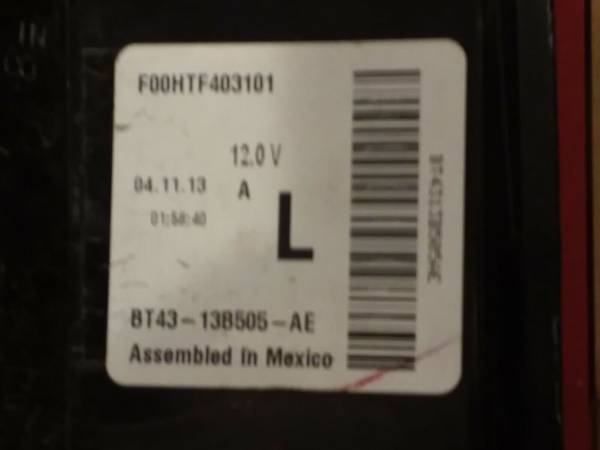 F00HTF403101
12.0 V
04.11.13 A
01:58:40
L
BT43-13B505-AE
Assembled in Mexico